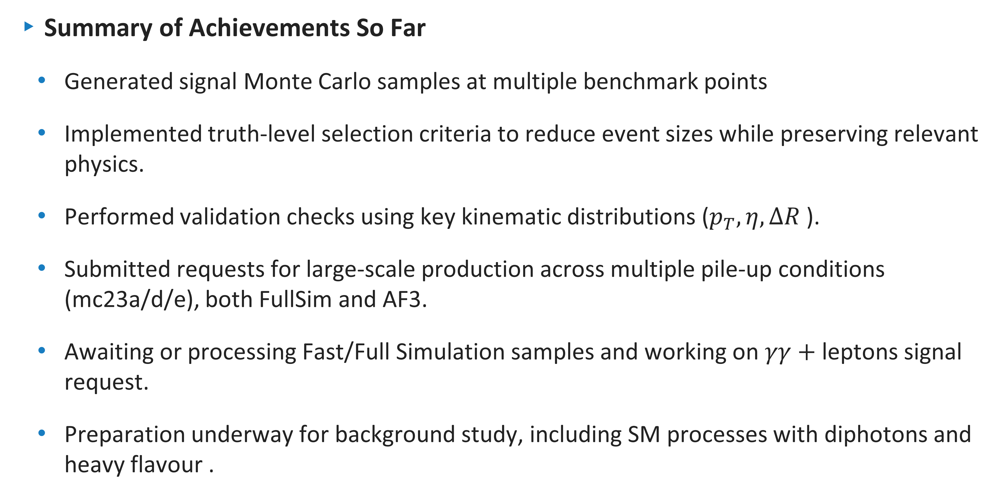 Summary of Achievements So Far
Generated signal Monte Carlo samples at multiple benchmark points
Implemented truth-level selection criteria to reduce event sizes while preserving relevant
physics.
Performed validation checks using key kinematic distributions (p_T, η, ΔR ).
Submitted requests for large-scale production across multiple pile-up conditions
(mc23a/d/e), both FullSim and AF3.
Awaiting or processing Fast/Full Simulation samples and working on γγ + leptons signal
request.
Preparation underway for background study, including SM processes with diphotons and
heavy flavour .